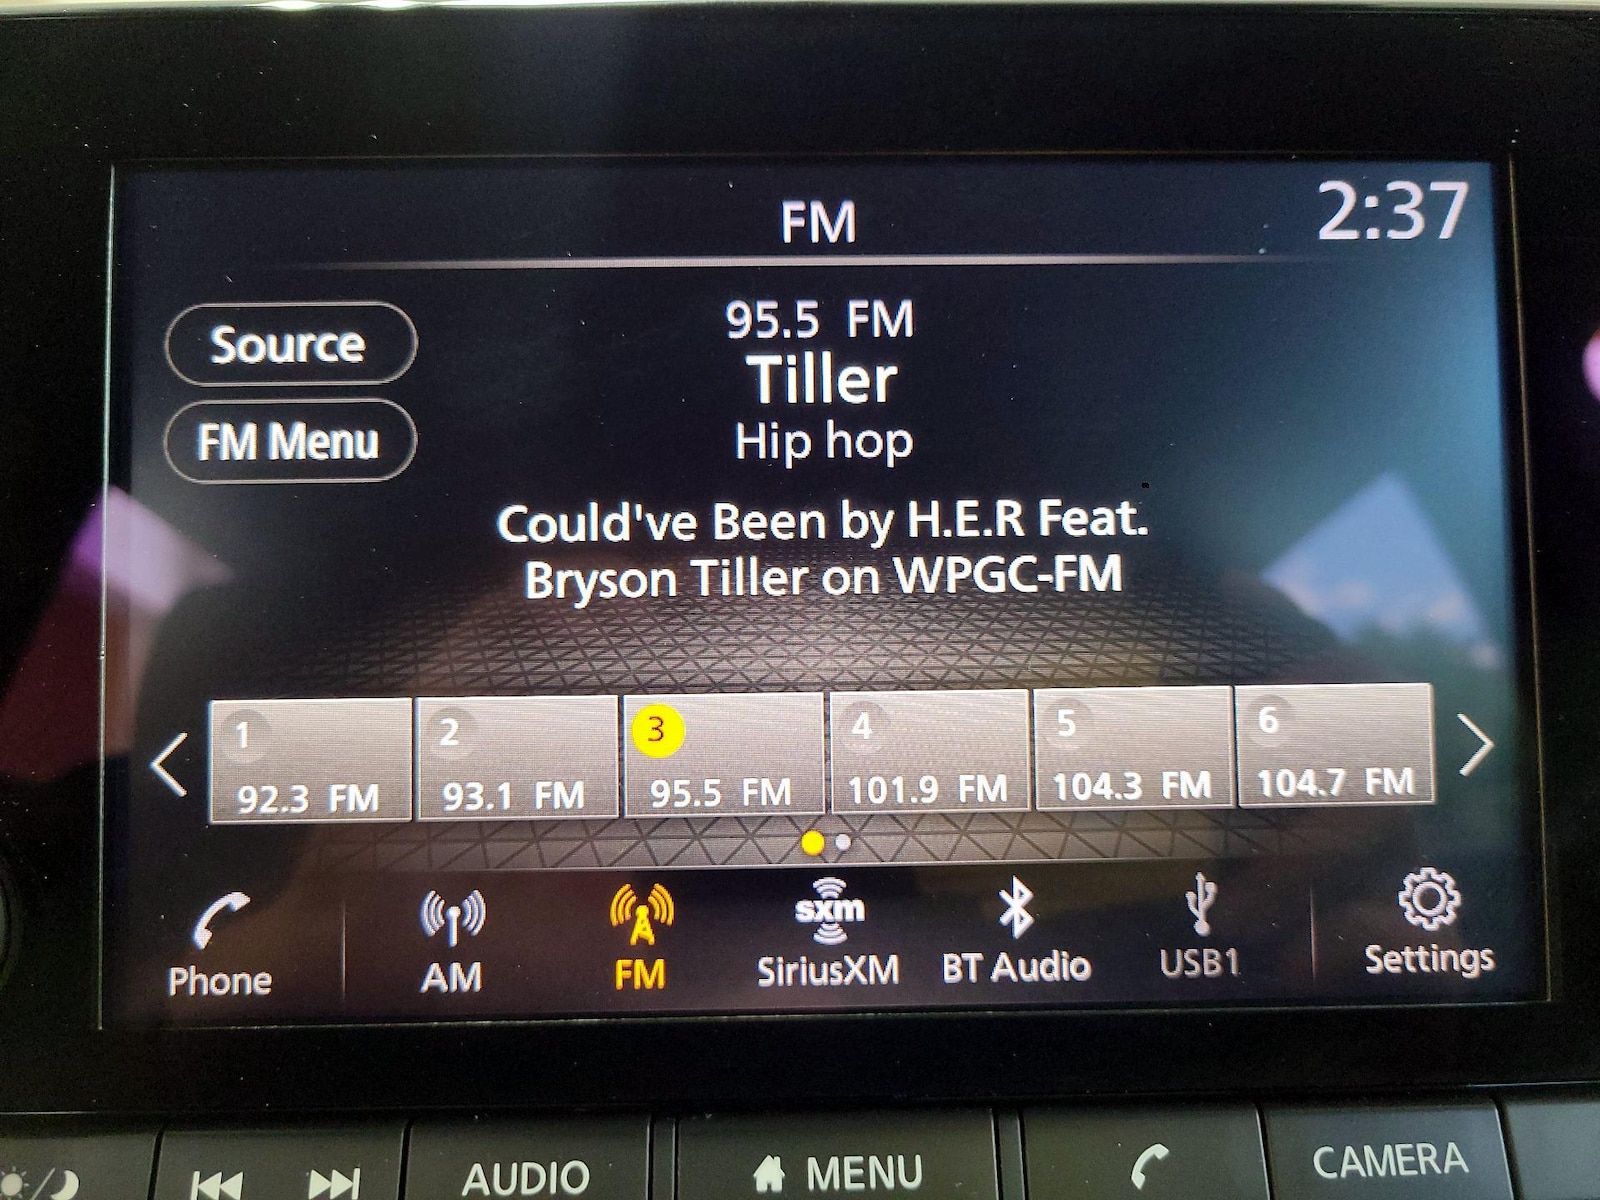 FM
2:37
Source
FM Menu
95.5 FM
Tiller
Hip hop
Could've Been by H.E.R Feat.
Bryson Tiller on WPGC-FM
1
92.3 FM
2
93.1 FM
3
95.5 FM
4
101.9 FM
5
104.3 FM
6
104.7 FM
Phone
AM
FM
sxm
SiriusXM
BT Audio
USB1
Settings
AUDIO
MENU
CAMERA